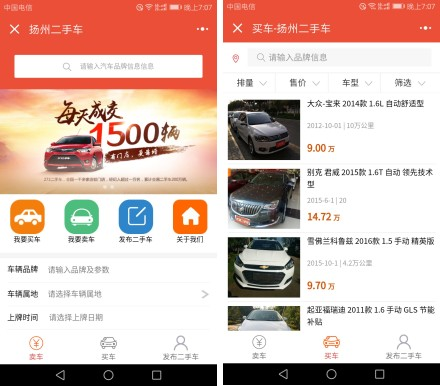 中国电信
晚上7:07
扬州二手车
请输入汽车品牌信息信息
每天成交
1500辆
有门店，更靠谱
我要买车
我要卖车
发布二手车
关于我们
车辆品牌 请输入品牌及参数
车辆属地 请选择车辆属地
上牌时间 请选择上牌日期
卖车
买车
发布二手车
中国电信
晚上7:07
买车-扬州二手车
请输入品牌信息
排量
售价
车型
筛选
大众-宝来 2014款 1.6L 自动舒适型
2012-10-01 | 10万公里
9.00 万
别克 君威 2015款 1.6T 自动 领先技术
型
2015-6-1 | 20
14.72 万
雪佛兰科鲁兹 2016款 1.5 手动 精英版
2015-10-1 | 4.2万公里
9.70 万
起亚福瑞迪 2011款 1.6 手动 GLS 节能
补贴
卖车
买车
发布二手车